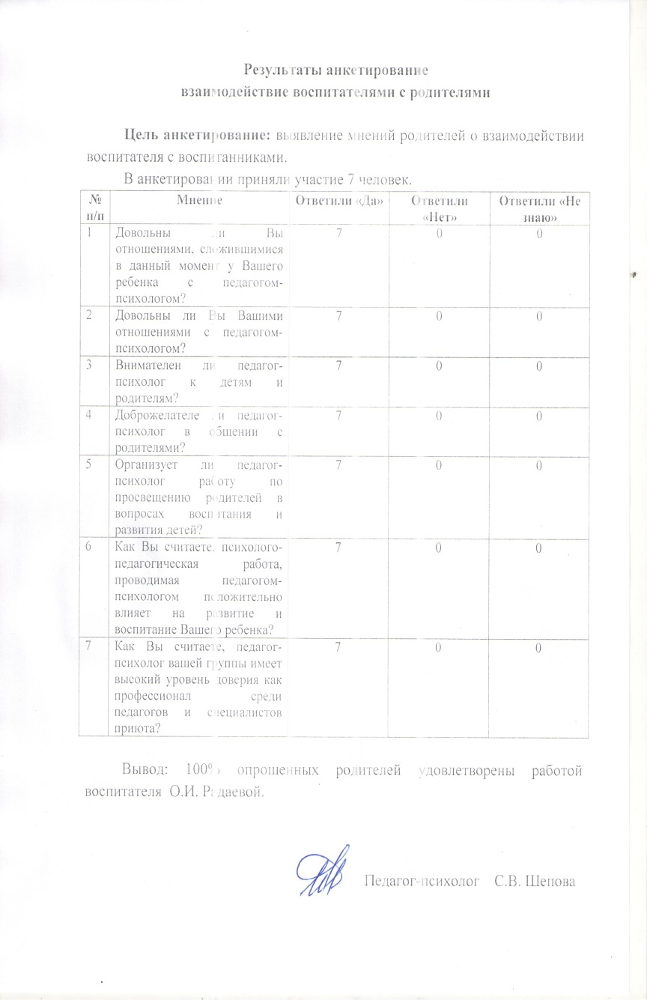 Результаты анкетирование
взаимодействие воспитателями с родителями
Цель анкетирование: выявление мнений родителей о взаимодействии
воспитателя с воспитанниками.
В анкетировании приняли участие 7 человек.
№ п/п Мнение Ответили «Да» Ответили «Нет» Ответили «Не знаю»
1 Довольны ли Вы 7 0 0
отношениями, сложившимися
в данный момент у Вашего
ребенка с педагогом-
психологом?
2 Довольны ли Вы Вашими 7 0 0
отношениями с педагогом-
психологом?
3 Внимателен ли педагог- 7 0 0
психолог к детям и
родителям?
4 Доброжелателе ли педагог- 7 0 0
психолог в общении с
родителями?
5 Организует ли педагог- 7 0 0
психолог работу по
просвещению родителей в
вопросах воспитания и
развития детей?
6 Как Вы считаете, психолого- 7 0 0
педагогическая работа,
проводимая педагогом-
психологом положительно
влияет на развитие и
воспитание Вашего ребенка?
7 Как Вы считаете, педагог- 7 0 0
психолог вашей группы имеет
высокий уровень доверия как
профессионал среди
педагогов и специалистов
приюта?
Вывод: 100% опрошенных родителей удовлетворены работой
воспитателя О.И.
Педагог-психолог С.В. Шепова